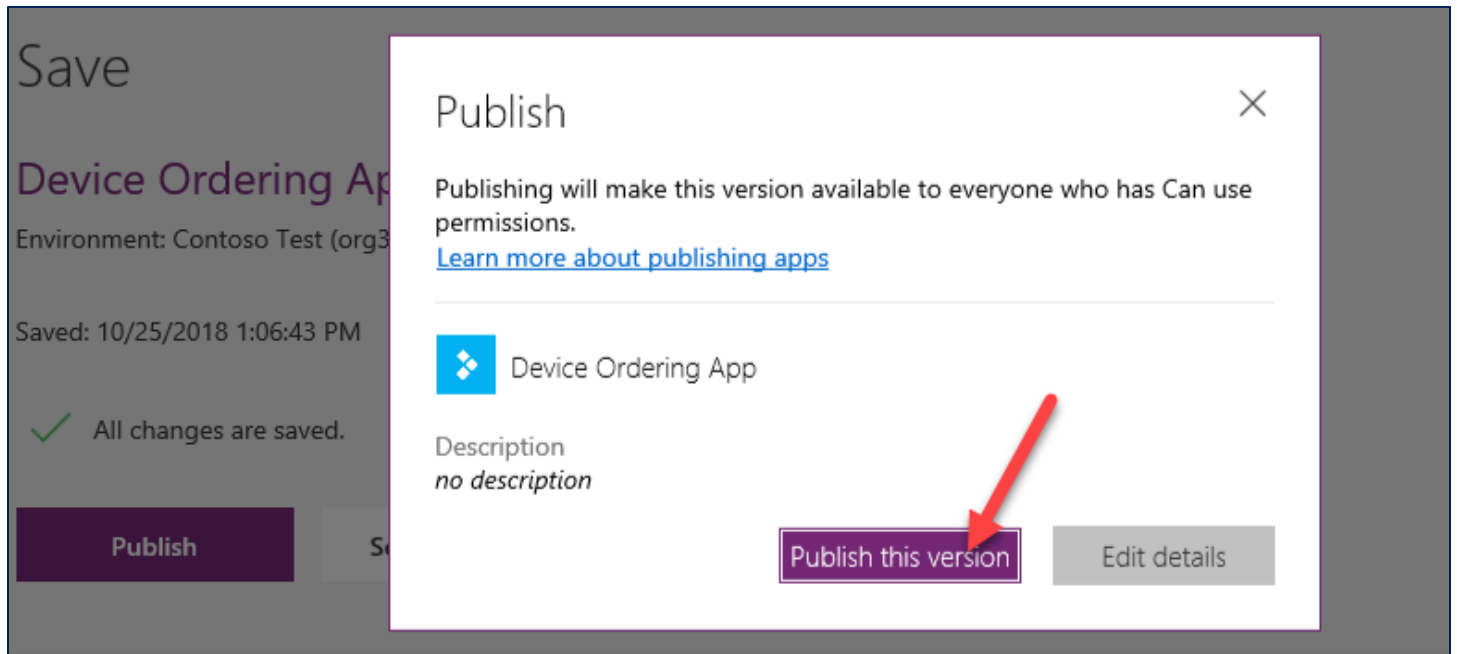 Save
Device Ordering Ap
Environment: Contoso Test (org3
Saved: 10/25/2018 1:06:43 PM
All changes are saved.
Publish
Publish
Publishing will make this version available to everyone who has Can use
permissions.
Learn more about publishing apps
Device Ordering App
Description
no description
Publish this version
Edit details